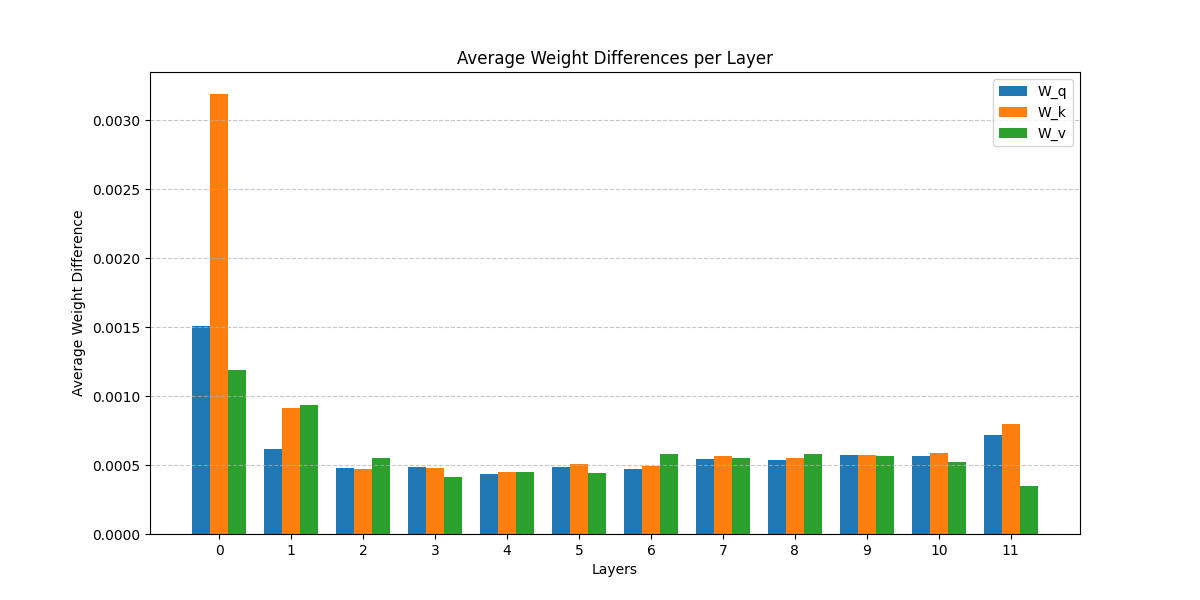 Average Weight Differences per Layer
W_q
W_k
W_v
Average Weight Difference
0.0030
0.0025
0.0020
0.0015
0.0010
0.0005
0.0000
0 1 2 3 4 5 6 7 8 9 10 11
Layers